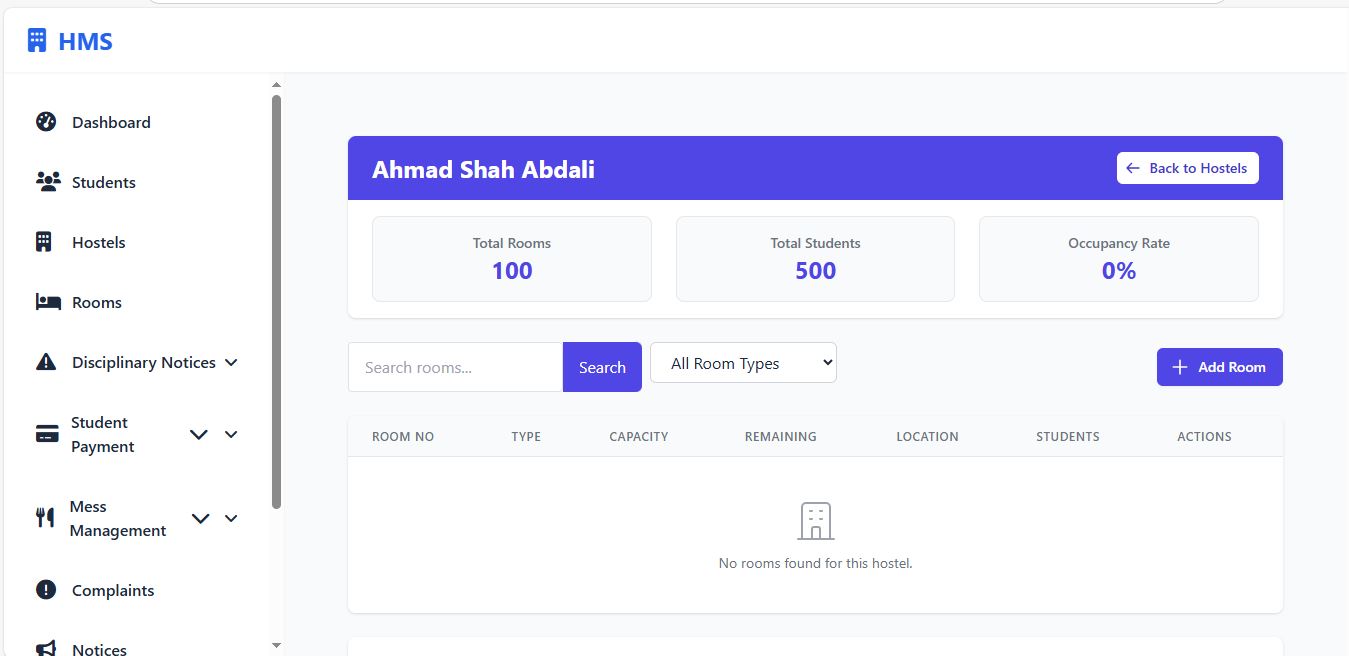 HMS
Dashboard
Students
Hostels
Rooms
Disciplinary Notices
Student
Payment
Mess
Management
Complaints
Notices
Ahmad Shah Abdali
Back to Hostels
Total Rooms
100
Total Students
500
Occupancy Rate
0%
Search rooms...
Search
All Room Types
Add Room
ROOM NO TYPE CAPACITY REMAINING LOCATION STUDENTS ACTIONS
No rooms found for this hostel.